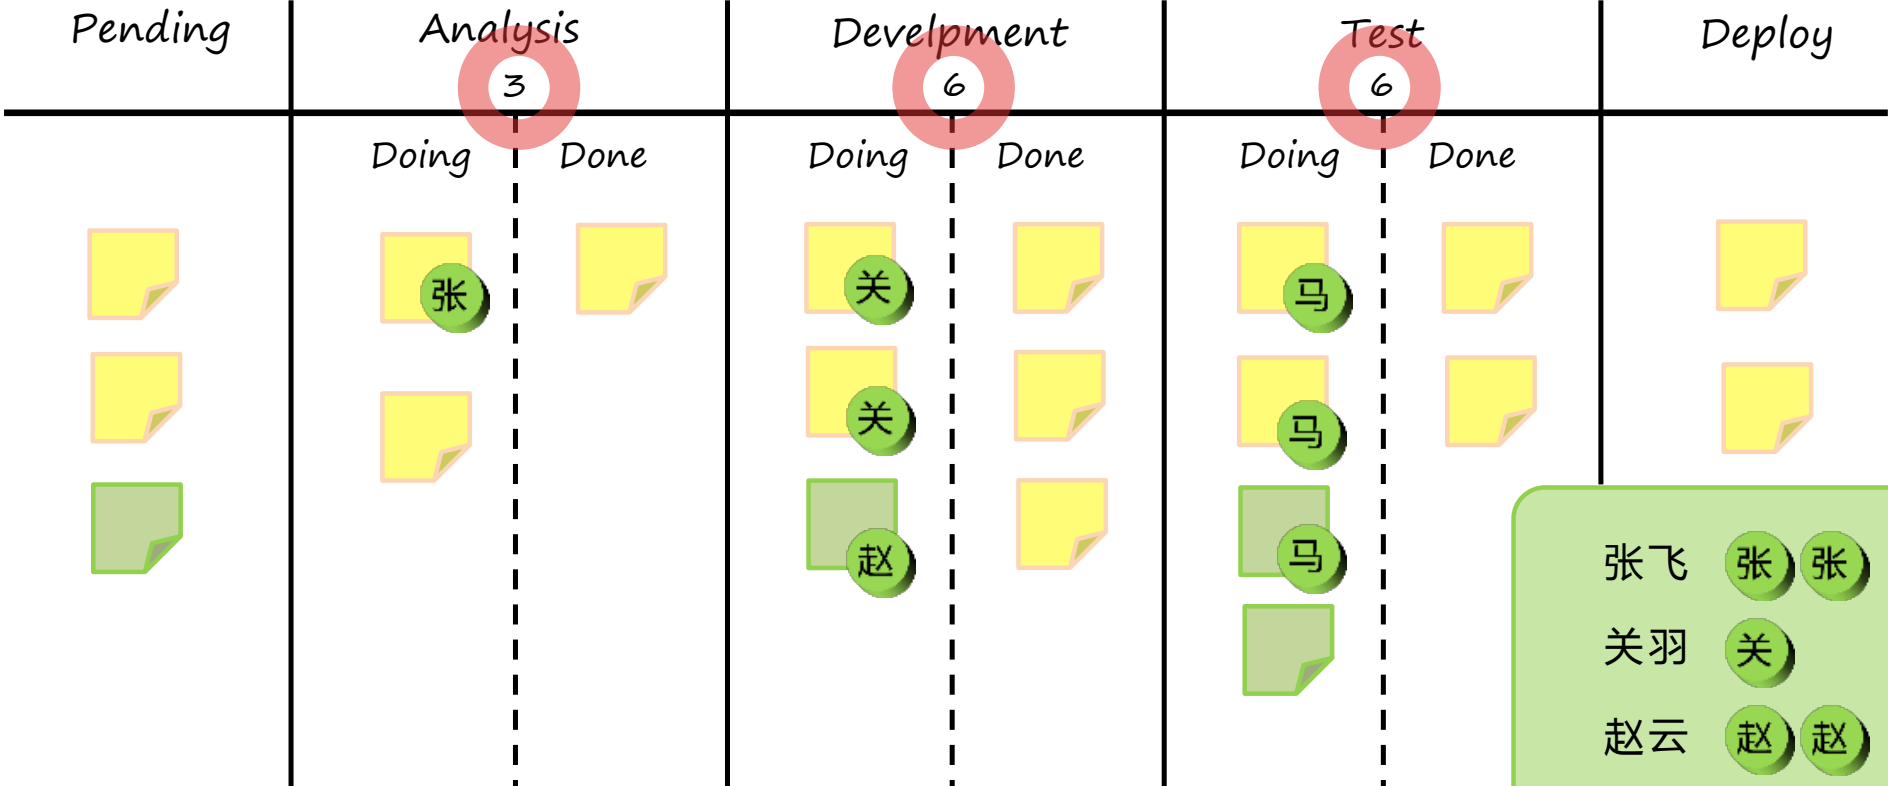 Pending Analysis Develpment Test Deploy
3 6 6
Doing Done Doing Done Doing Done
张 关 马
关 马
赵 马
张飞 张 张
关羽 关
赵云 赵 赵